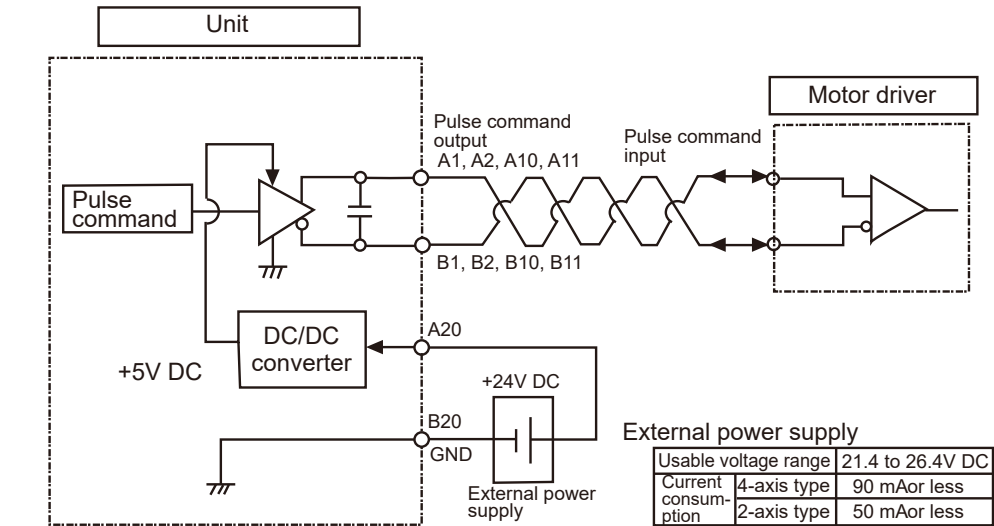 Unit
Motor driver
Pulse command
output
A1, A2, A10, A11
Pulse command
input
Pulse
command
B1, B2, B10, B11
DC/DC
converter
A20
+5V DC
+24V DC
B20
GND
External power
supply
External power supply
Usable voltage range 21.4 to 26.4V DC
Current
consum-
ption
4-axis type 90 mAor less
2-axis type 50 mAor less